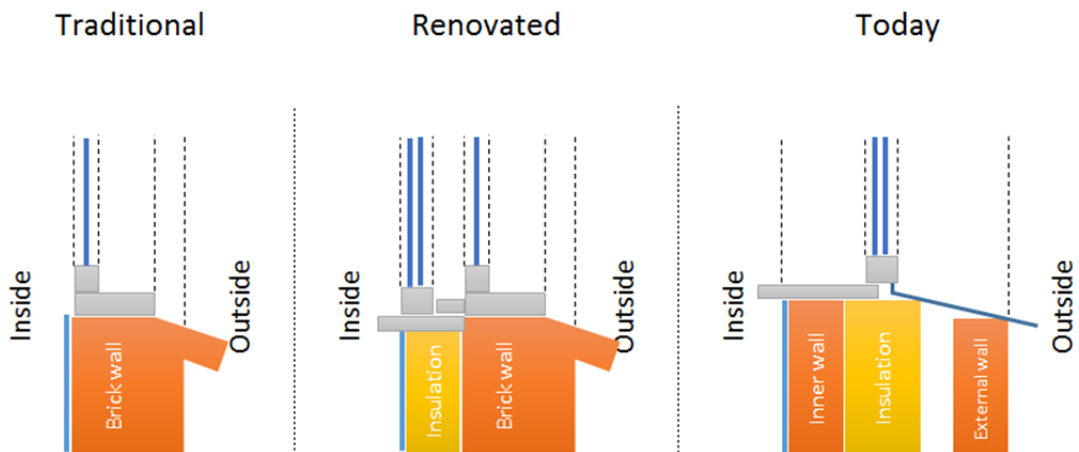 Traditional
Renovated
Today
Inside
Brick wall
Outside
Inside
Insulation
Brick wall
Outside
Inside
Inner wall
Insulation
External wall
Outside